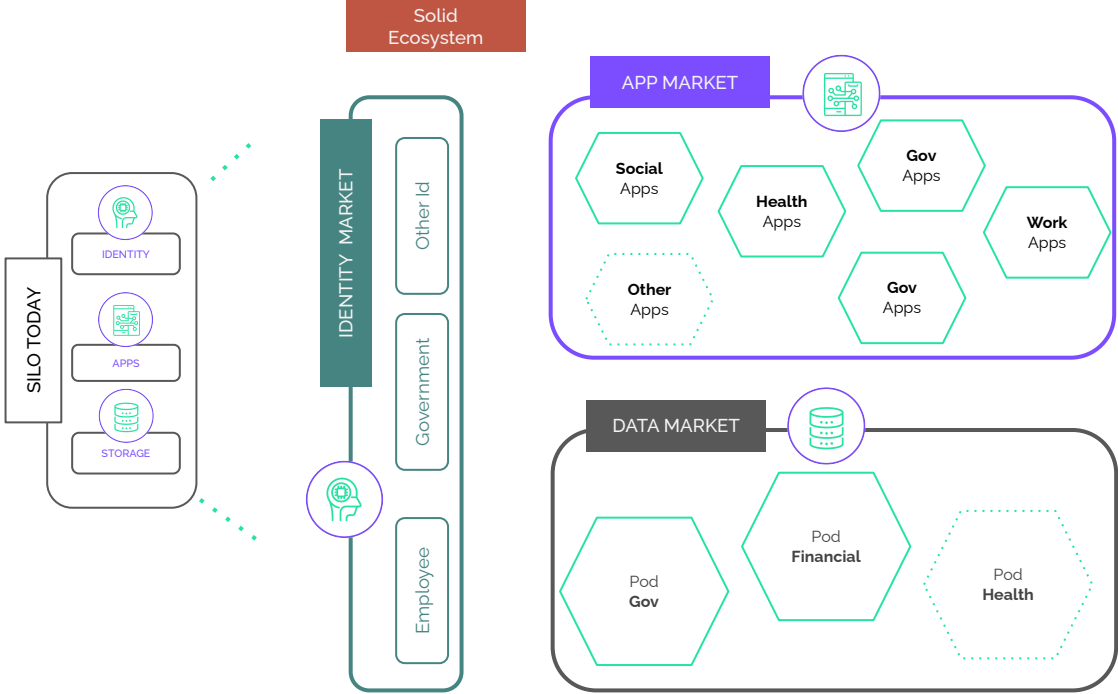 Solid
Ecosystem
SILO TODAY
IDENTITY
APPS
STORAGE
IDENTITY MARKET
Other Id
Government
Employee
APP MARKET
Social
Apps
Health
Apps
Gov
Apps
Work
Apps
Other
Apps
Gov
Apps
DATA MARKET
Pod
Gov
Pod
Financial
Pod
Health